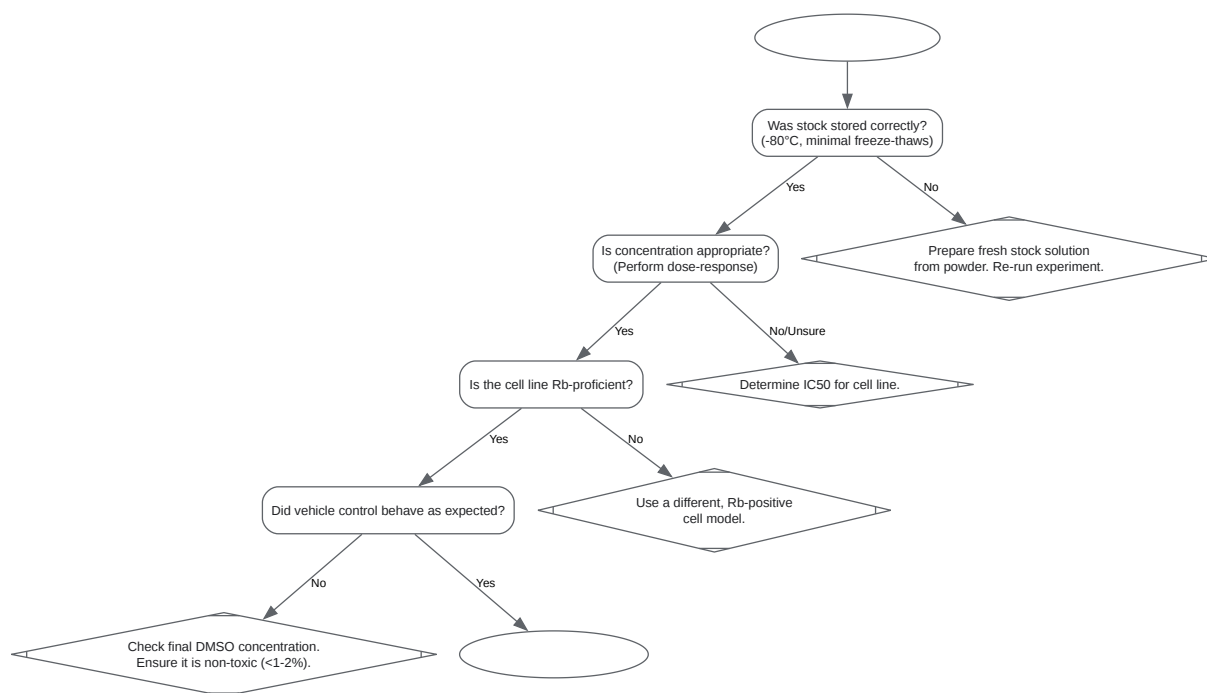 Was stock stored correctly?
(-80°C, minimal freeze-thaws)
Yes
No
Is concentration appropriate?
(Perform dose-response)
Prepare fresh stock solution
from powder. Re-run experiment.
Yes
No/Unsure
Is the cell line Rb-proficient?
Determine IC50 for cell line.
Yes
No
Did vehicle control behave as expected?
Use a different, Rb-positive
cell model.
No
Yes
Check final DMSO concentration.
Ensure it is non-toxic (<1-2%).